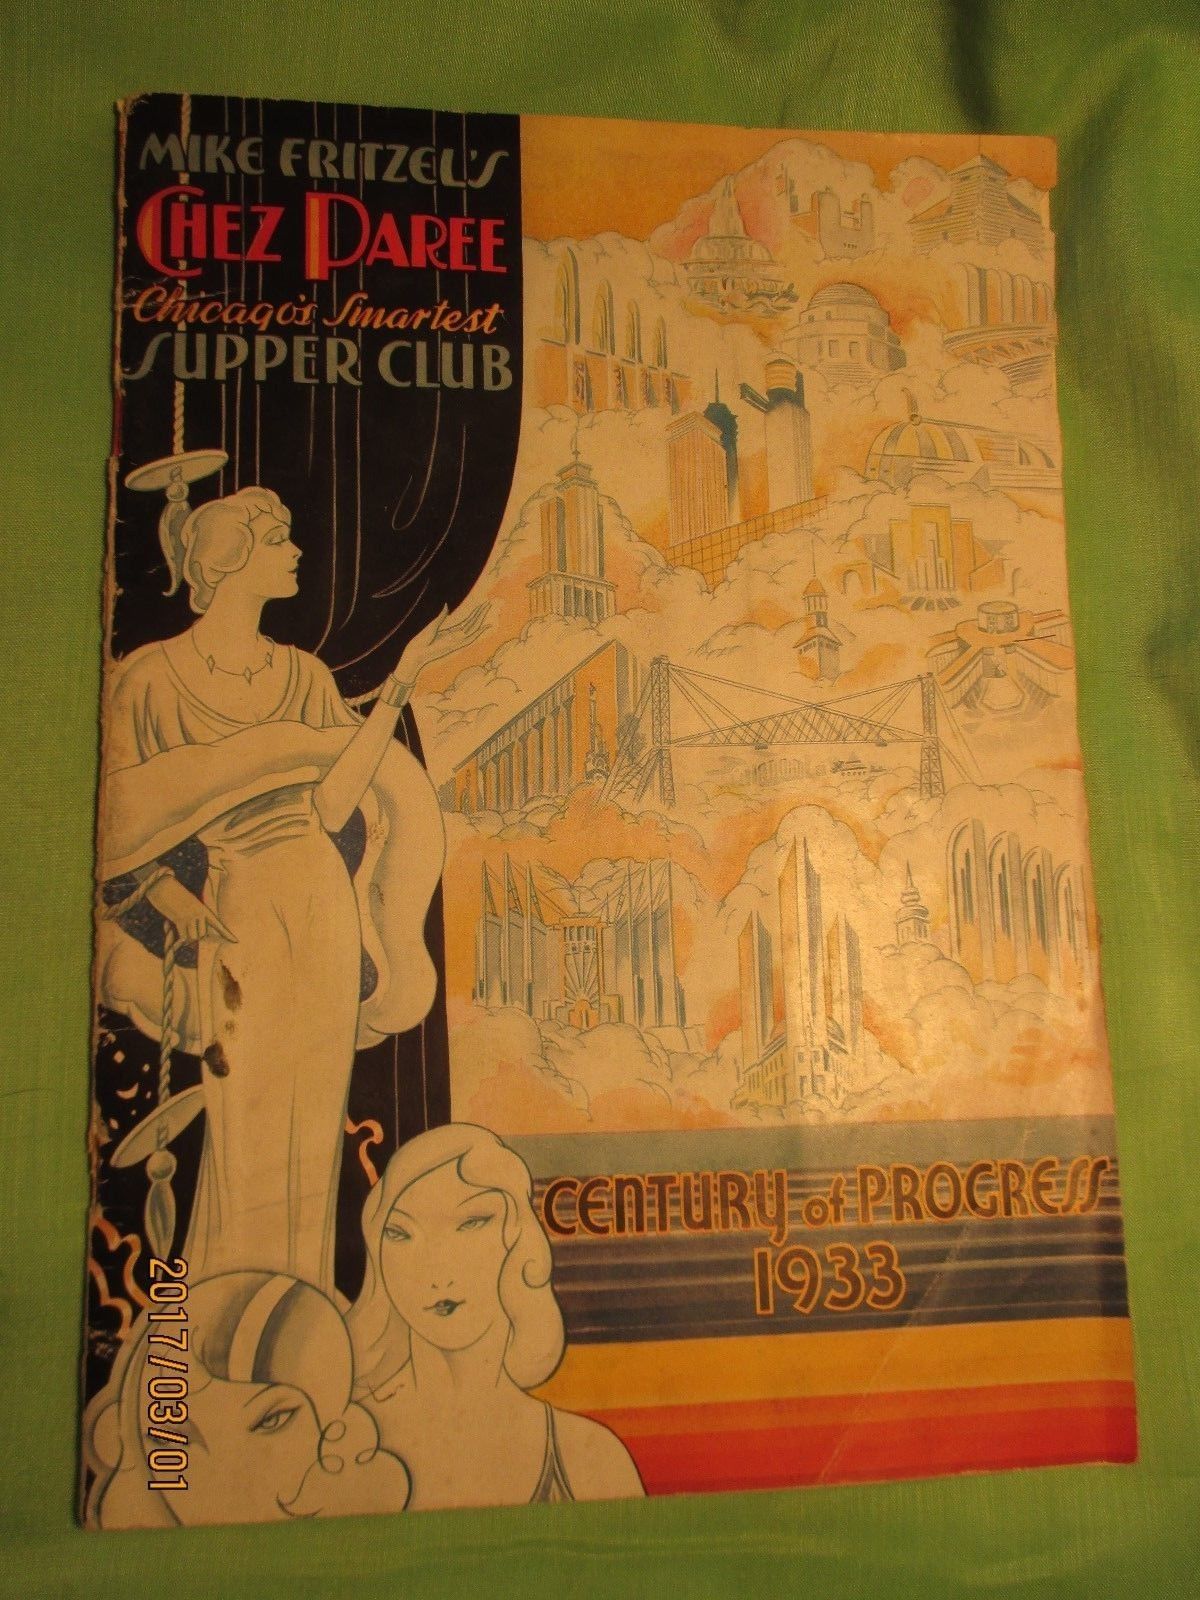 MIKE FRITZEL'S
CHEZ PAREE
Chicago's Smartest
SUPPER CLUB
CENTURY of PROGRESS
1933
2017/03/01